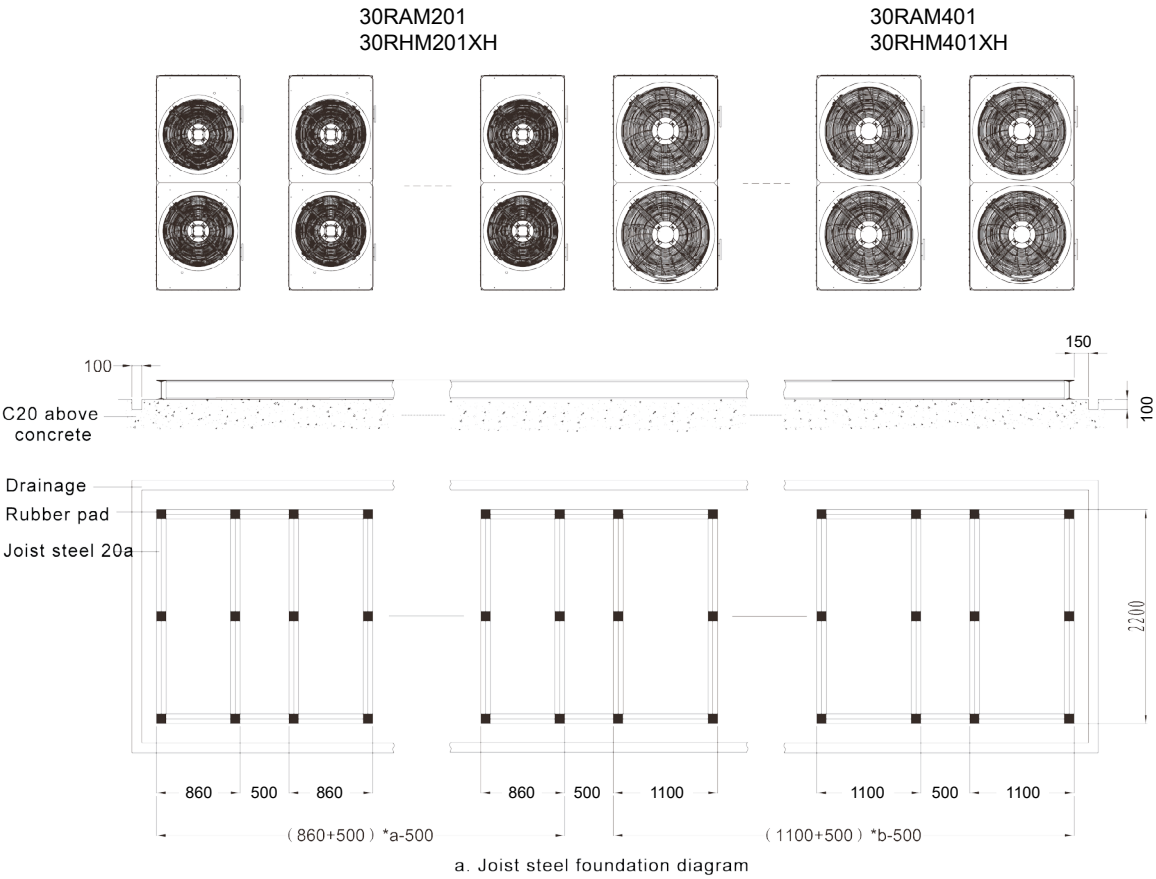 30RAM201
30RHM201XH
30RAM401
30RHM401XH
100
150
C20 above
concrete
100
Drainage
Rubber pad
Joist steel 20a
2200
860
500
860
860
500
1100
1100
500
1100
(860+500) *a-500
(1100+500) *b-500
a. Joist steel foundation diagram